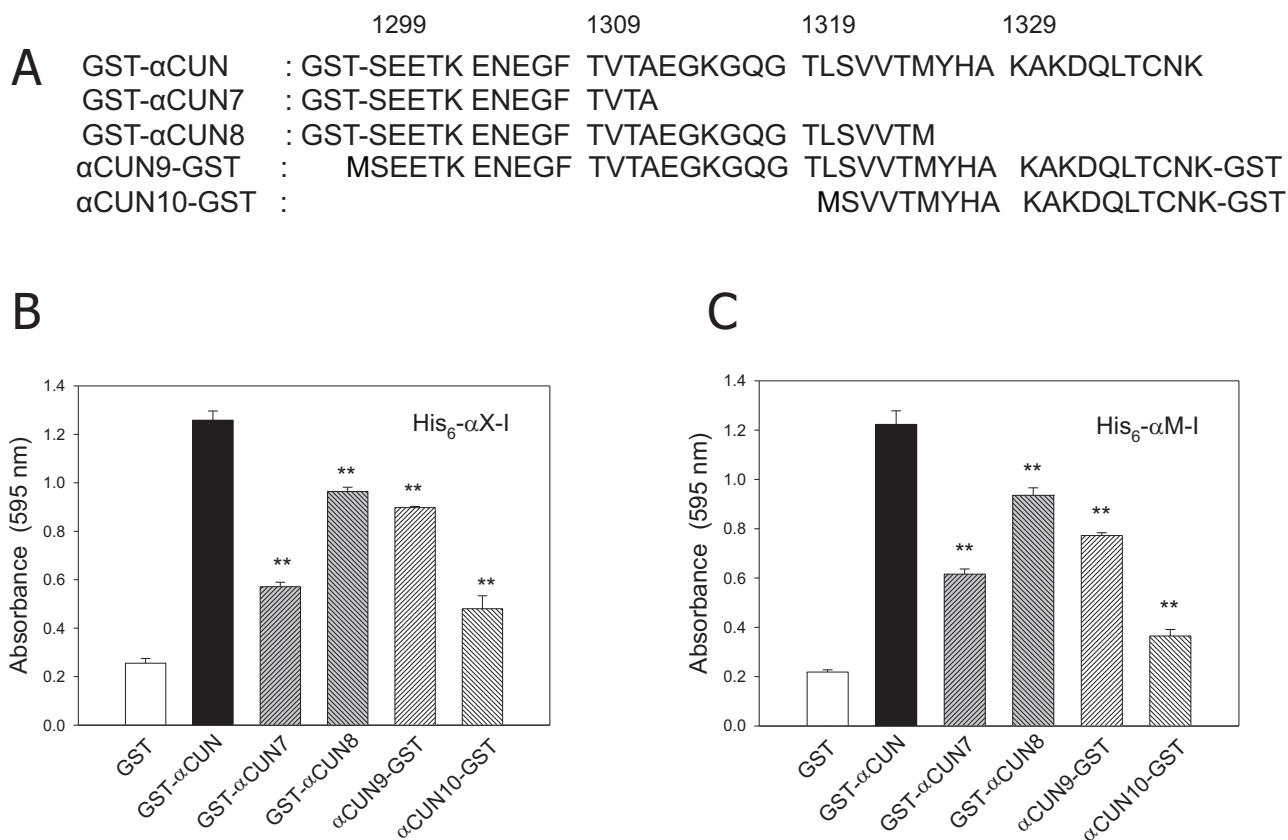 1299 1309 1319 1329
A
GST-αCUN : GST-SEETK ENEGF TVTAEGKGQG TLSVVTMYHA KAKDQLTCNK
GST-αCUN7 : GST-SEETK ENEGF TVTA
GST-αCUN8 : GST-SEETK ENEGF TVTAEGKGQG TLSVVTM
αCUN9-GST : MSEETK ENEGF TVTAEGKGQG TLSVVTMYHA KAKDQLTCNK-GST
αCUN10-GST : MSVVTMYHA KAKDQLTCNK-GST
B
Absorbance (595 nm)
1.4
1.2
1.0
0.8
0.6
0.4
0.2
0.0
His6-αX-I
**
**
**
**
GST
GST-αCUN
GST-αCUN7
GST-αCUN8
αCUN9-GST
αCUN10-GST
C
Absorbance (595 nm)
1.4
1.2
1.0
0.8
0.6
0.4
0.2
0.0
His6-αM-I
**
**
**
**
GST
GST-αCUN
GST-αCUN7
GST-αCUN8
αCUN9-GST
αCUN10-GST